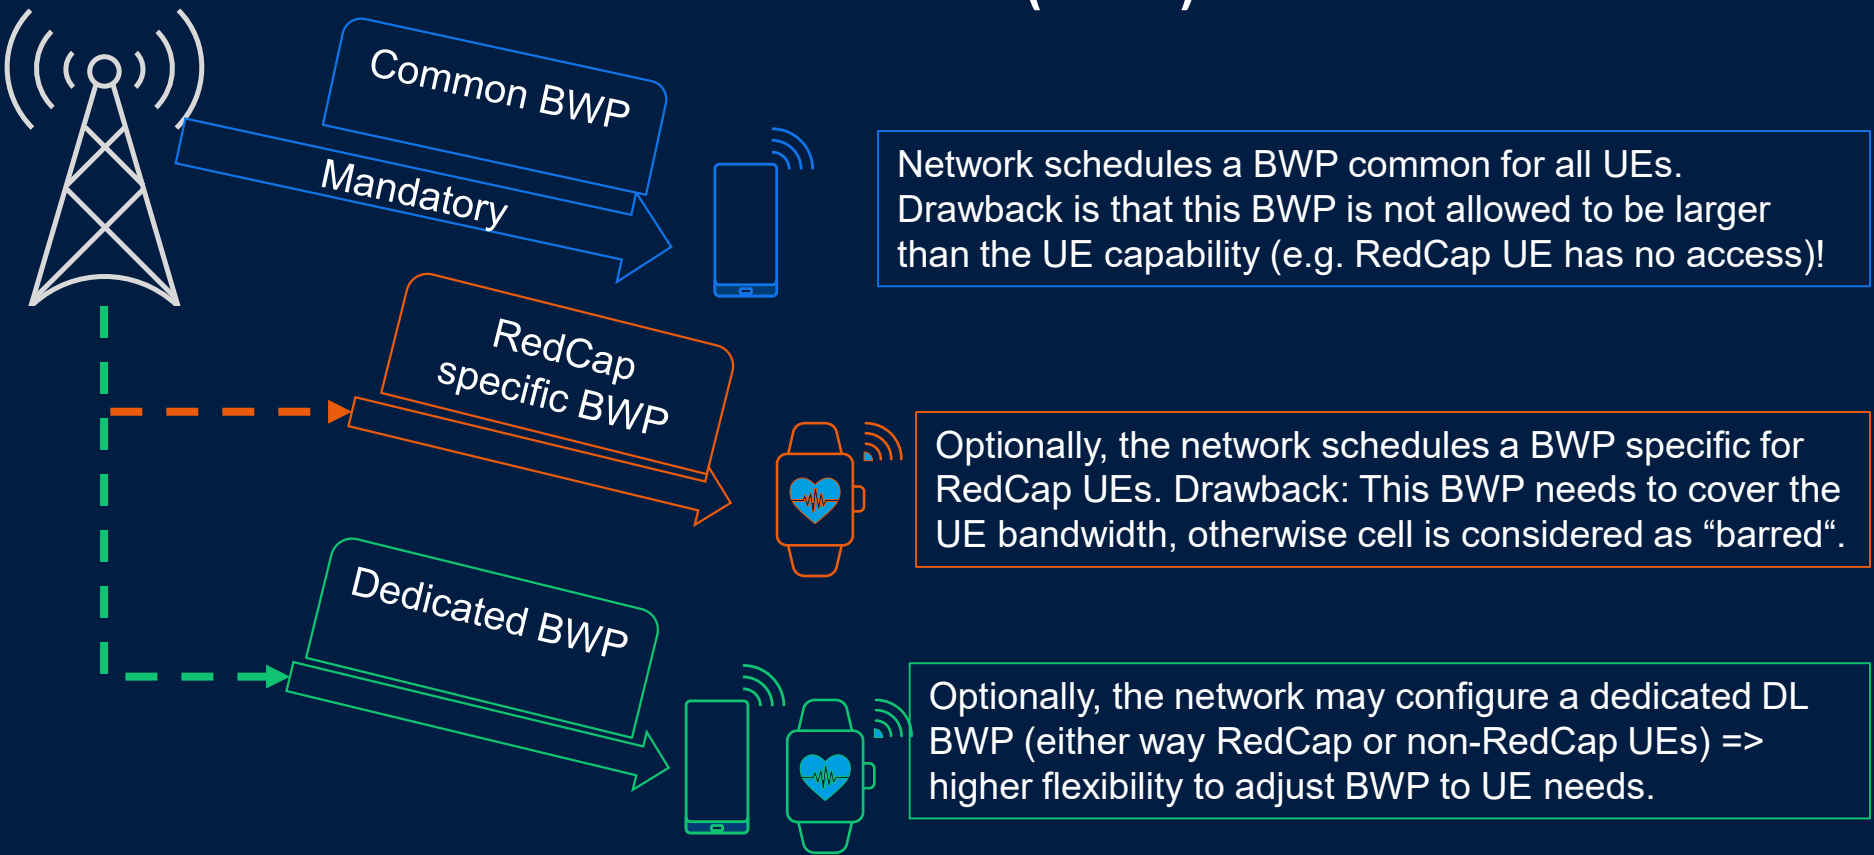 Common BWP
Mandatory
Network schedules a BWP common for all UEs.
Drawback is that this BWP is not allowed to be larger
than the UE capability (e.g. RedCap UE has no access)!
RedCap
specific BWP
Optionally, the network schedules a BWP specific for
RedCap UEs. Drawback: This BWP needs to cover the
UE bandwidth, otherwise cell is considered as “barred“.
Dedicated BWP
Optionally, the network may configure a dedicated DL
BWP (either way RedCap or non-RedCap UEs) =>
higher flexibility to adjust BWP to UE needs.